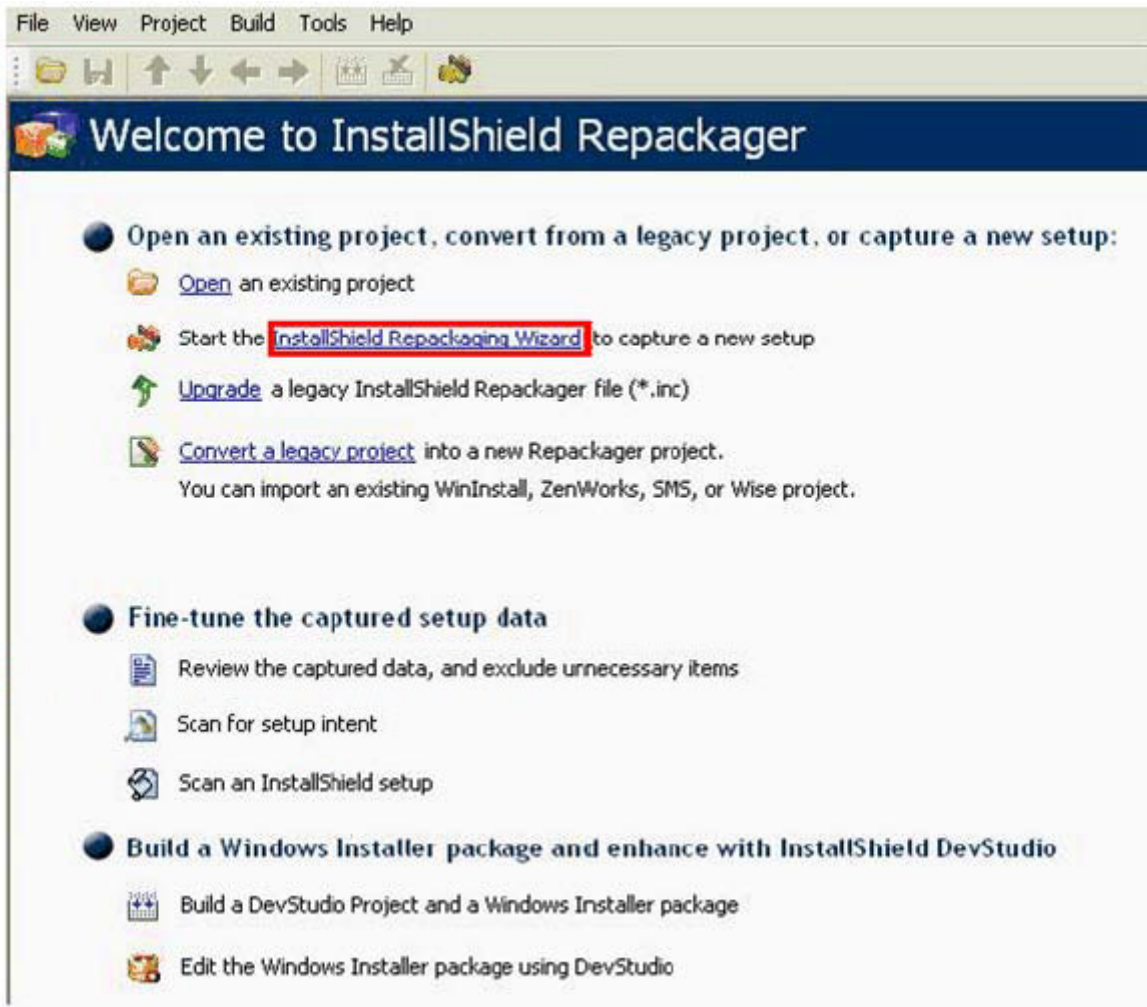 File View Project Build Tools Help
Welcome to InstallShield Repackager
Open an existing project, convert from a legacy project, or capture a new setup:
Open an existing project
Start the InstallShield Repackaging Wizard to capture a new setup
Upgrade a legacy InstallShield Repackager file (*.inc)
Convert a legacy project into a new Repackager project.
You can import an existing WinInstall, ZenWorks, SMS, or Wise project.
Fine-tune the captured setup data
Review the captured data, and exclude unnecessary items
Scan for setup intent
Scan an InstallShield setup
Build a Windows Installer package and enhance with InstallShield DevStudio
Build a DevStudio Project and a Windows Installer package
Edit the Windows Installer package using DevStudio